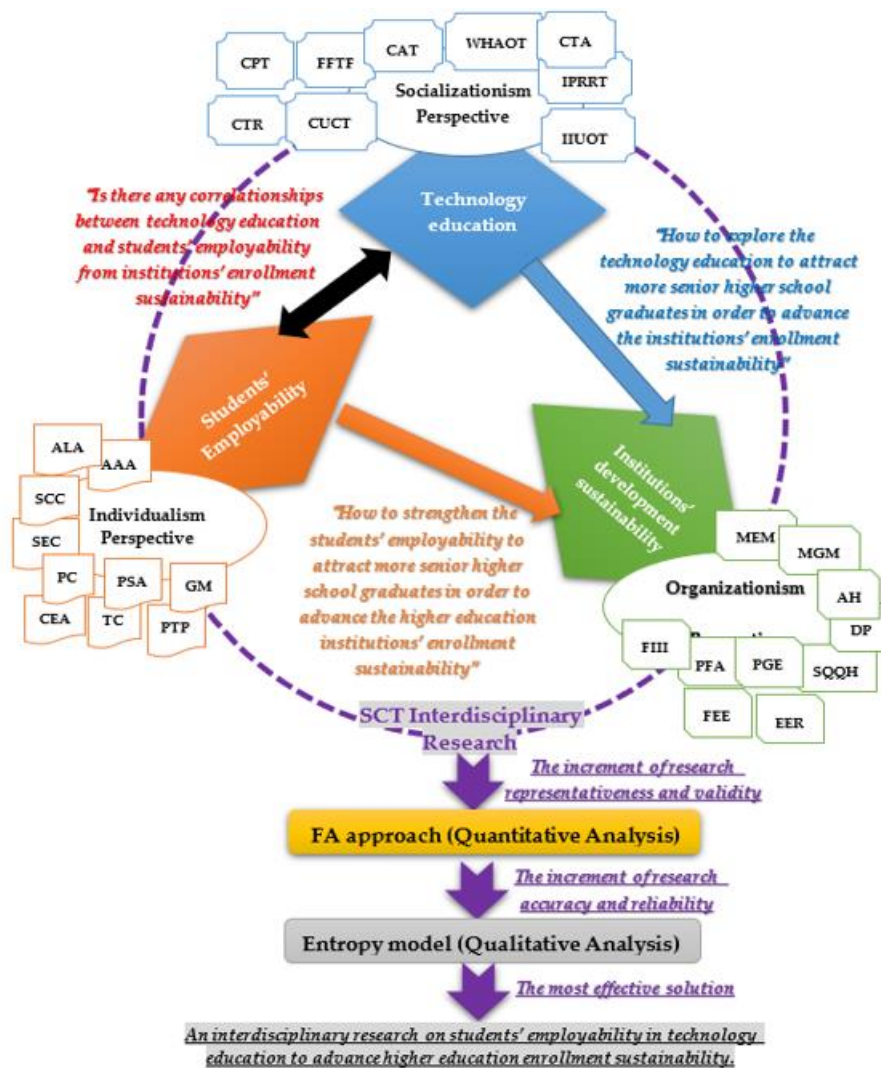 CPT
FFTF
CAT
WHAOT
CTA
IPRRT
CTR
CUCT
IIUOT
Socializationism
Perspective
Technology
education
"Is there any correlationships
between technology education
and students' employability
from institutions' enrollment
sustainability"
"How to explore the
technology education to attract
more senior higher school
graduates in order to advance
the institutions' enrollment
sustainability"
Students'
Employability
Institutions'
development
sustainability
ALA
AAA
SCC
SEC
Individualism
Perspective
PC
PSA
GM
CEA
TC
PTP
"How to strengthen the
students' employability to
attract more senior higher
school graduates in order to
advance the higher education
institutions' enrollment
sustainability"
MEM
MGM
Organizationism
AH
DP
FIII
PFA
PGE
SQQH
FEE
EER
SCT Interdisciplinary
Research
The increment of research
representativeness and validity
FA approach (Quantitative Analysis)
The increment of research
accuracy and reliability
Entropy model (Qualitative Analysis)
The most effective solution
An interdisciplinary research on students' employability in technology
education to advance higher education enrollment sustainability.